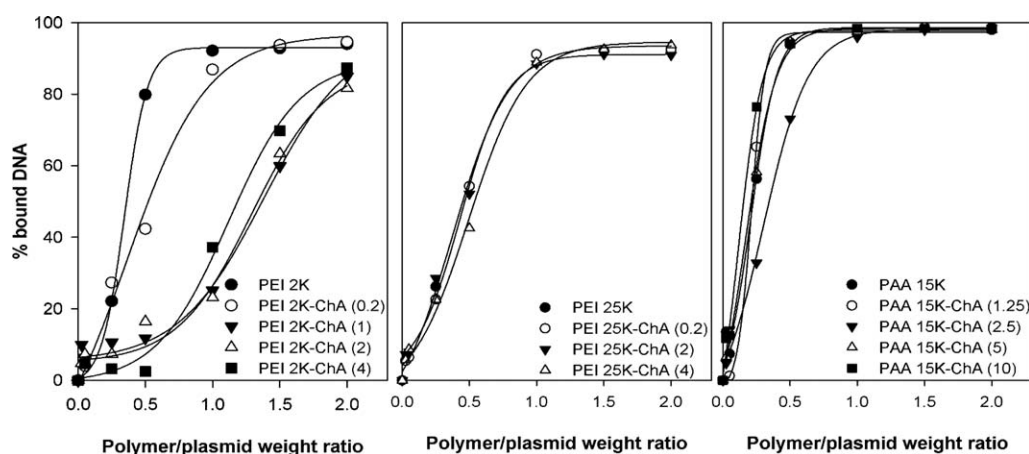 % bound DNA
100
80
60
40
20
0
PEI 2K
PEI 2K-ChA (0.2)
PEI 2K-ChA (1)
PEI 2K-ChA (2)
PEI 2K-ChA (4)
0.0 0.5 1.0 1.5 2.0
Polymer/plasmid weight ratio
PEI 25K
PEI 25K-ChA (0.2)
PEI 25K-ChA (2)
PEI 25K-ChA (4)
0.0 0.5 1.0 1.5 2.0
Polymer/plasmid weight ratio
PAA 15K
PAA 15K-ChA (1.25)
PAA 15K-ChA (2.5)
PAA 15K-ChA (5)
PAA 15K-ChA (10)
0.0 0.5 1.0 1.5 2.0
Polymer/plasmid weight ratio